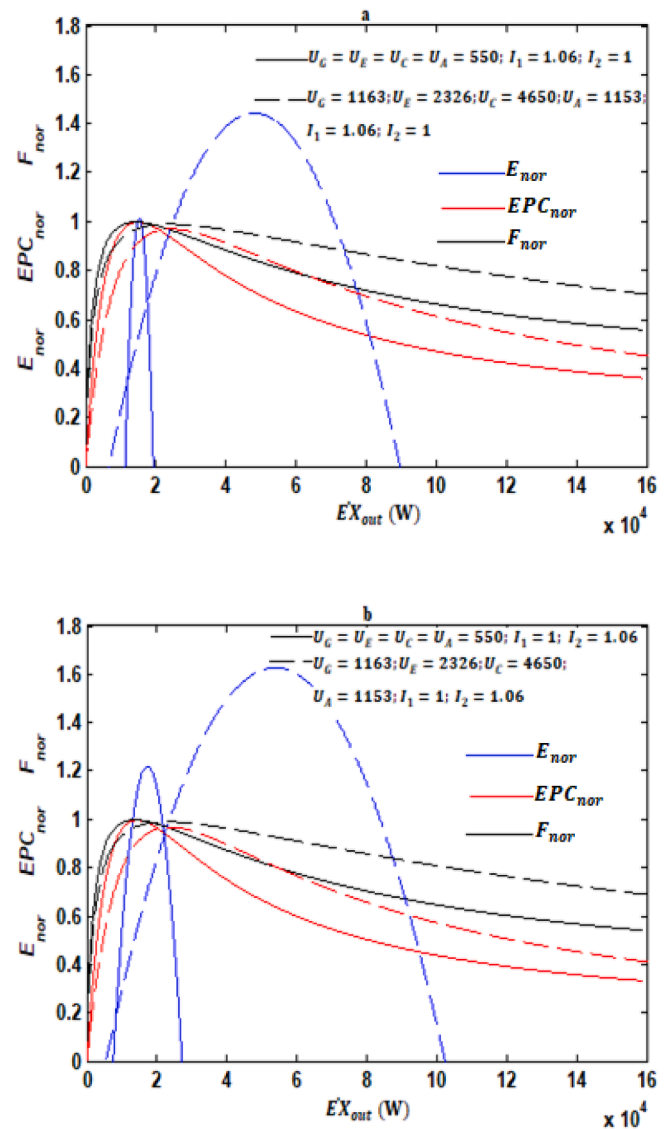 a
1.8
1.6
1.4
1.2
1
0.8
0.6
0.4
0.2
0
E_nor EPC_nor F_nor
U_G = U_E = U_C = U_A = 550; I_1 = 1.06; I_2 = 1
U_G = 1163; U_E = 2326; U_C = 4650; U_A = 1153;
I_1 = 1.06; I_2 = 1
E_nor
EPC_nor
F_nor
0 2 4 6 8 10 12 14 16
ĖX_out (W)
x 10^4
b
1.8
1.6
1.4
1.2
1
0.8
0.6
0.4
0.2
0
E_nor EPC_nor F_nor
U_G = U_E = U_C = U_A = 550; I_1 = 1; I_2 = 1.06
U_G = 1163; U_E = 2326; U_C = 4650;
U_A = 1153; I_1 = 1; I_2 = 1.06
E_nor
EPC_nor
F_nor
0 2 4 6 8 10 12 14 16
ĖX_out (W)
x 10^4